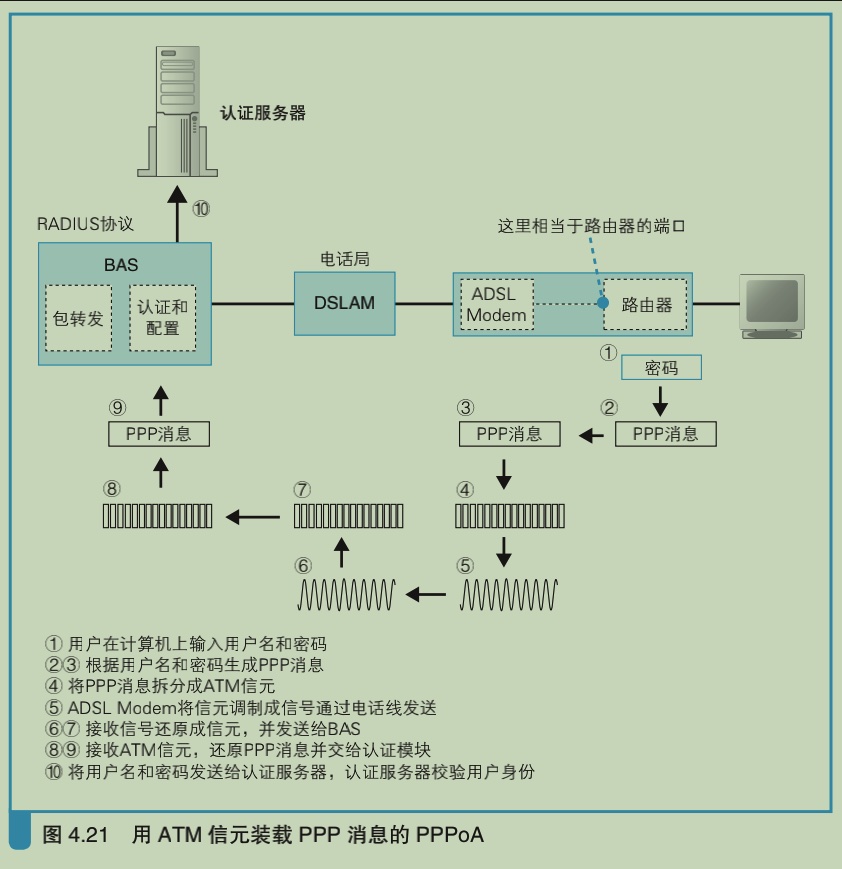 认证服务器
⑩
RADIUS协议
这里相当于路由器的端口
BAS
电话局
包转发
认证和
配置
DSLAM
ADSL
Modem
路由器
①
密码
⑨
PPP消息
③
PPP消息
②
PPP消息
⑧
⑦
④
⑥
⑤
① 用户在计算机上输入用户名和密码
②③ 根据用户名和密码生成PPP消息
④ 将PPP消息拆分成ATM信元
⑤ ADSL Modem将信元调制成信号通过电话线发送
⑥⑦ 接收信号还原成信元，并发送给BAS
⑧⑨ 接收ATM信元，还原PPP消息并交给认证模块
⑩ 将用户名和密码发送给认证服务器，认证服务器校验用户身份
图 4.21 用 ATM 信元装载 PPP 消息的 PPPoA